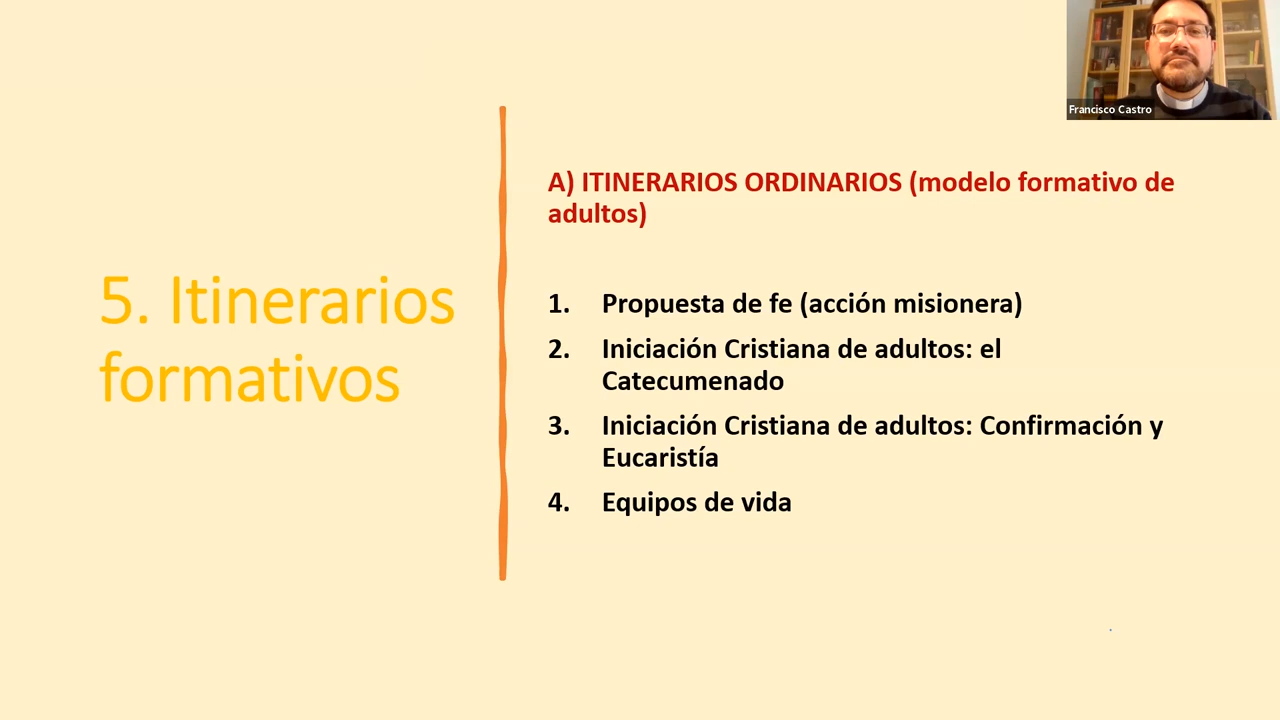 Francisco Castro
A) ITINERARIOS ORDINARIOS (modelo formativo de
adultos)
5. Itinerarios
formativos
1. Propuesta de fe (acción misionera)
2. Iniciación Cristiana de adultos: el
Catecumenado
3. Iniciación Cristiana de adultos: Confirmación y
Eucaristía
4. Equipos de vida